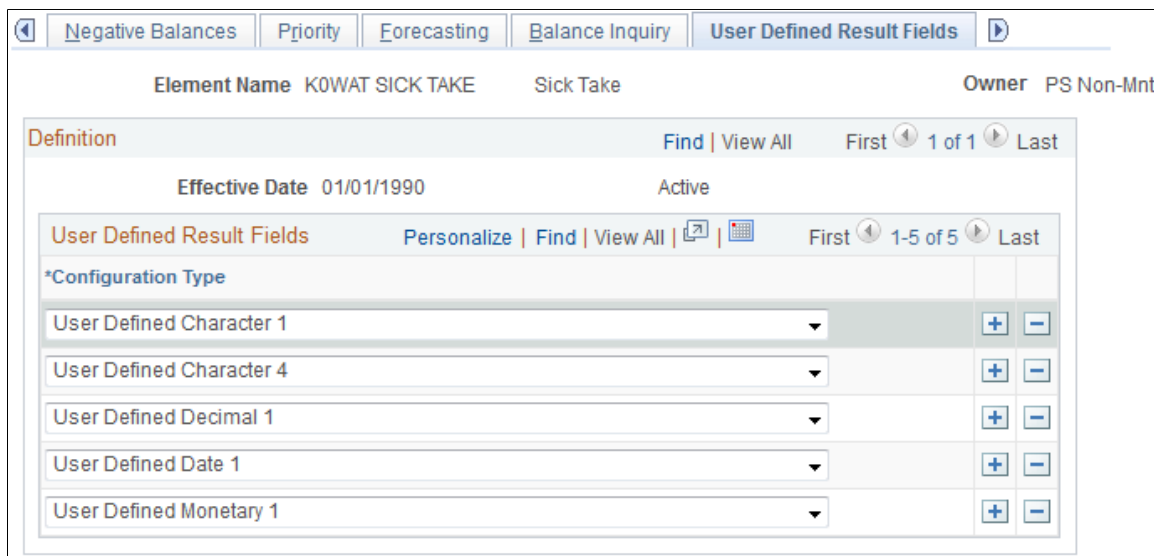 Negative Balances Priority Forecasting Balance Inquiry User Defined Result Fields
Element Name K0WAT SICK TAKE Sick Take Owner PS Non-Mnt
Definition Find | View All First 1 of 1 Last
Effective Date 01/01/1990 Active
User Defined Result Fields Personalize | Find | View All | | First 1-5 of 5 Last
*Configuration Type
User Defined Character 1
User Defined Character 4
User Defined Decimal 1
User Defined Date 1
User Defined Monetary 1